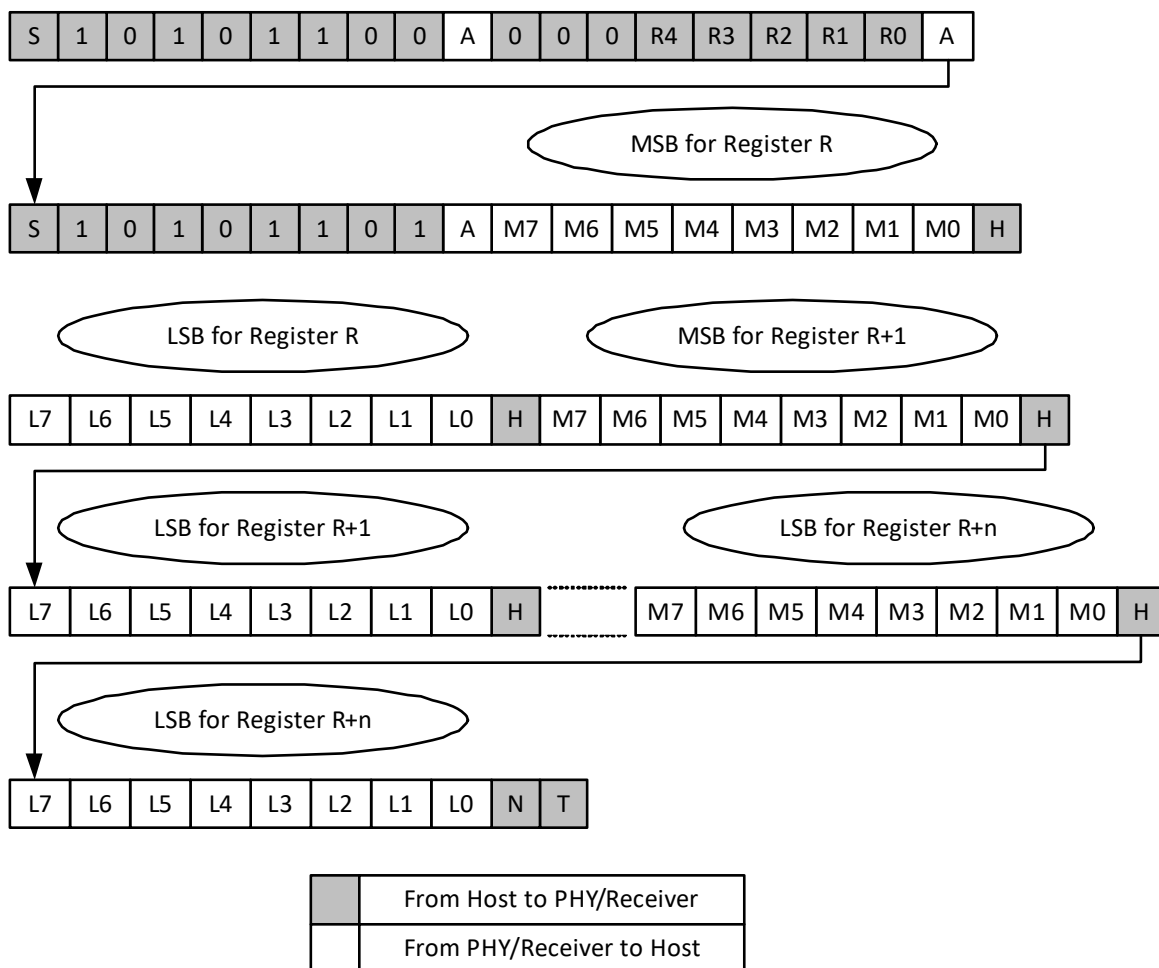 S 1 0 1 0 1 1 0 0 A 0 0 0 R4 R3 R2 R1 R0 A
MSB for Register R
S 1 0 1 0 1 1 0 1 A M7 M6 M5 M4 M3 M2 M1 M0 H
LSB for Register R MSB for Register R+1
L7 L6 L5 L4 L3 L2 L1 L0 H M7 M6 M5 M4 M3 M2 M1 M0 H
LSB for Register R+1 LSB for Register R+n
L7 L6 L5 L4 L3 L2 L1 L0 H M7 M6 M5 M4 M3 M2 M1 M0 H
LSB for Register R+n
L7 L6 L5 L4 L3 L2 L1 L0 N T
From Host to PHY/Receiver
From PHY/Receiver to Host